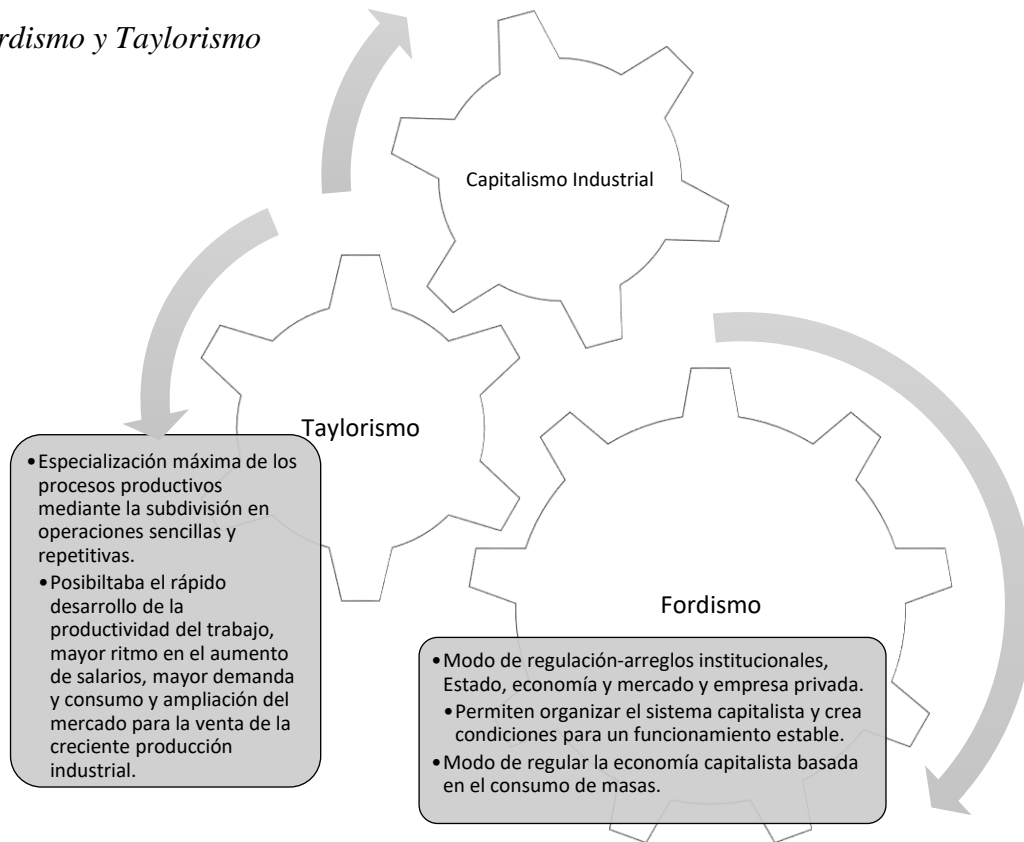 rdismo y Taylorismo
Capitalismo Industrial
Taylorismo
•Especialización máxima de los
procesos productivos
mediante la subdivisión en
operaciones sencillas y
repetitivas.
•Posibiltaba el rápido
desarrollo de la
productividad del trabajo,
mayor ritmo en el aumento
de salarios, mayor demanda
y consumo y ampliación del
mercado para la venta de la
creciente producción
industrial.
Fordismo
•Modo de regulación-arreglos institucionales,
Estado, economía y mercado y empresa privada.
•Permiten organizar el sistema capitalista y crea
condiciones para un funcionamiento estable.
•Modo de regular la economía capitalista basada
en el consumo de masas.